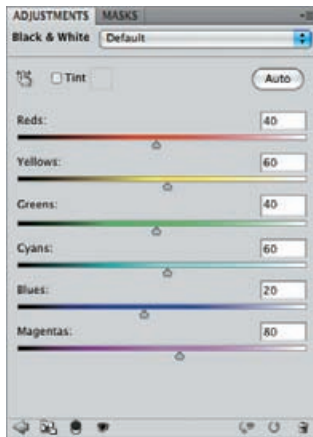 ADJUSTMENTS MASKS
Black & White Default
Tint Auto
Reds: 40
Yellows: 60
Greens: 40
Cyans: 60
Blues: 20
Magentas: 80